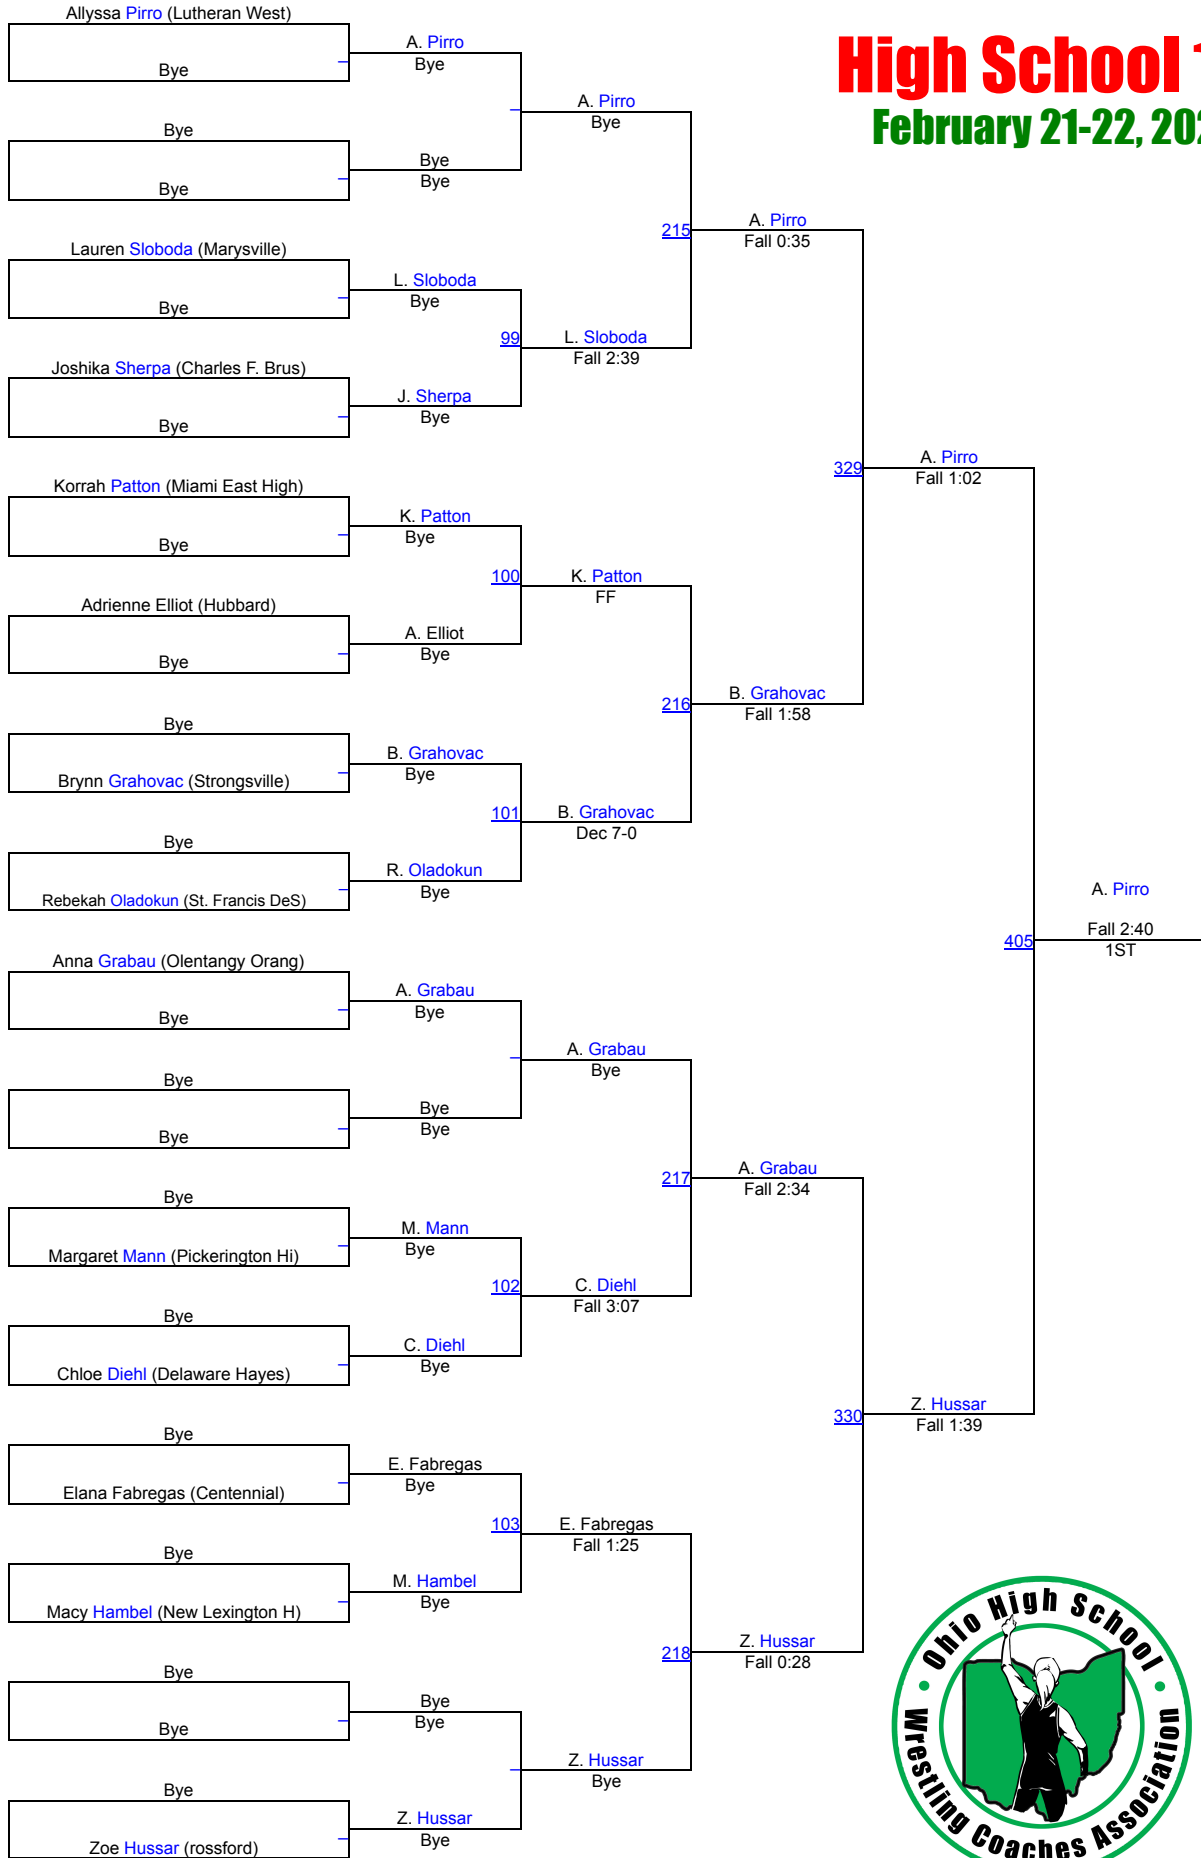 High School 1
February 21-22, 202
Allyssa Pirro (Lutheran West)
Bye
Bye
Bye
Lauren Sloboda (Marysville)
Bye
Joshika Sherpa (Charles F. Brus)
Bye
Korrah Patton (Miami East High)
Bye
Adrienne Elliot (Hubbard)
Bye
Bye
Brynn Grahovac (Strongsville)
Bye
Rebekah Oladokun (St. Francis DeS)
Anna Grabau (Olentangy Orang)
Bye
Bye
Bye
Bye
Margaret Mann (Pickerington Hi)
Bye
Chloe Diehl (Delaware Hayes)
Bye
Elana Fabregas (Centennial)
Bye
Macy Hambel (New Lexington H)
Bye
Bye
Bye
Zoe Hussar (rossford)
A. Pirro
Bye
Bye
Bye
L. Sloboda
Bye
99
J. Sherpa
Bye
K. Patton
Bye
100
A. Elliot
Bye
B. Grahovac
Bye
101
R. Oladokun
Bye
A. Grabau
Bye
Bye
Bye
M. Mann
Bye
102
C. Diehl
Bye
E. Fabregas
Bye
103
M. Hambel
Bye
Bye
Bye
Z. Hussar
Bye
A. Pirro
Bye
215
L. Sloboda
Fall 2:39
K. Patton
FF
216
B. Grahovac
Dec 7-0
A. Grabau
Bye
217
C. Diehl
Fall 3:07
E. Fabregas
Fall 1:25
218
Z. Hussar
Bye
A. Pirro
Fall 0:35
329
B. Grahovac
Fall 1:58
A. Grabau
Fall 2:34
330
Z. Hussar
Fall 0:28
A. Pirro
Fall 1:02
405
Z. Hussar
Fall 1:39
A. Pirro
Fall 2:40
1ST
Ohio High School
Wrestling Coaches Association